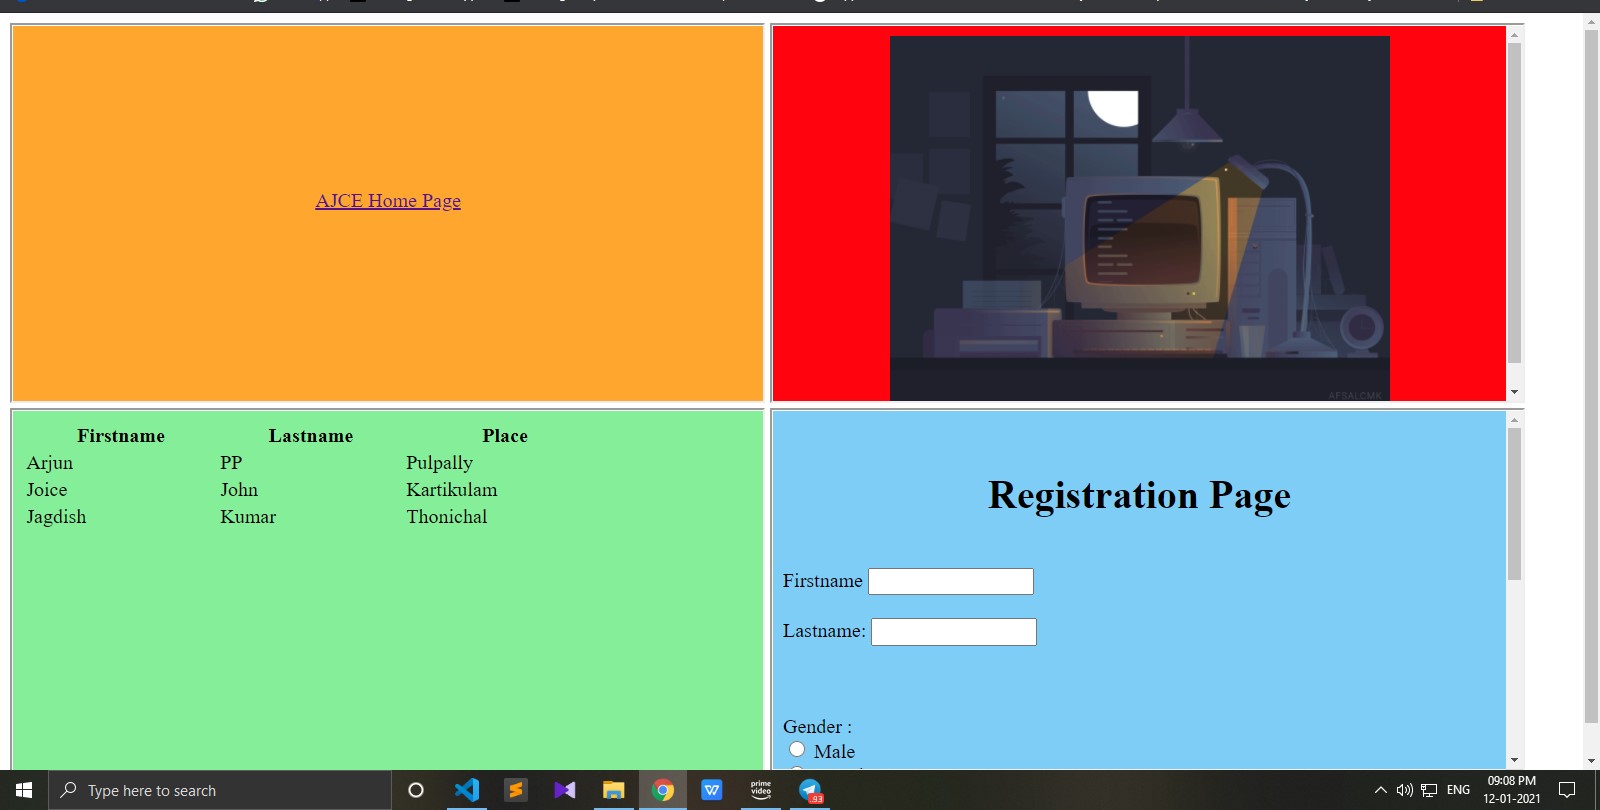 AJCE Home Page
AFSALCMK
Firstname Lastname Place
Arjun PP Pulpally
Joice John Kartikulam
Jagdish Kumar Thonichal
Registration Page
Firstname
Lastname:
Gender :
Male
Type here to search
prime
video
93
ENG
09:08 PM
12-01-2021